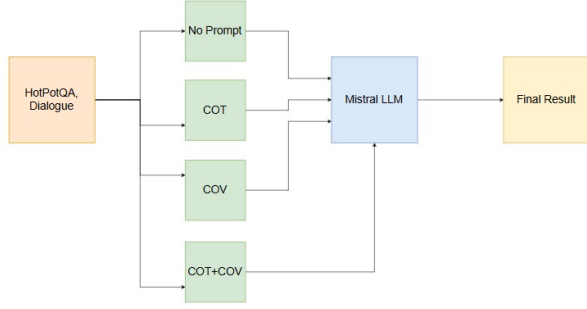 HotPotQA,
Dialogue
No Prompt
COT
COV
COT+COV
Mistral LLM
Final Result